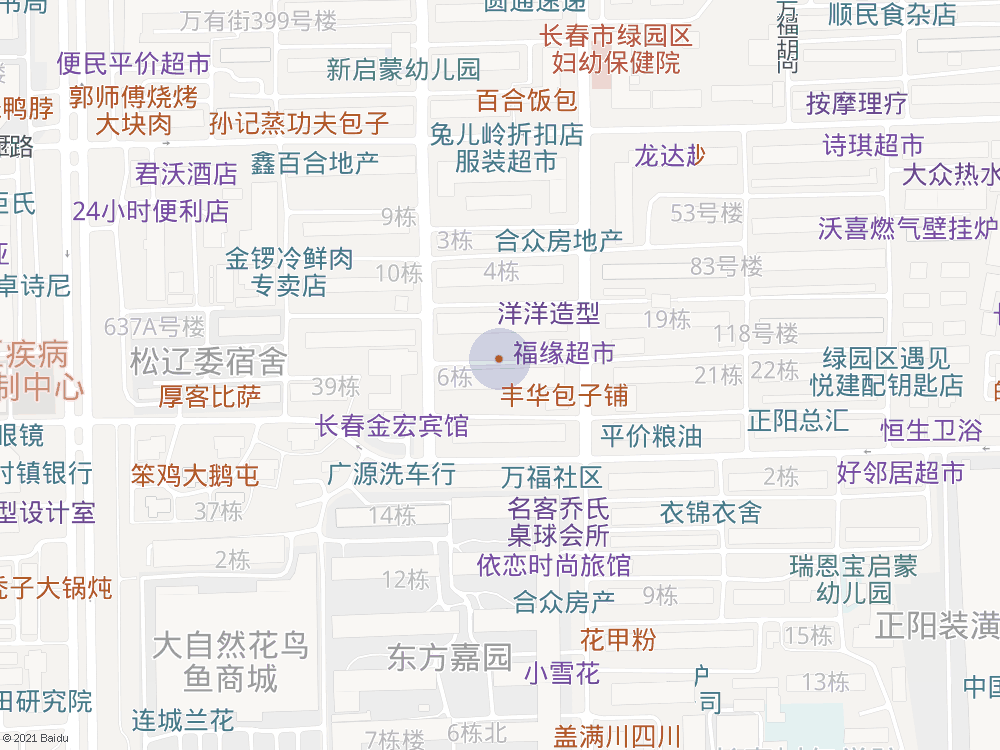 书局
万有街399号楼
圆通速递
顺民食杂店
万福胡同
长春市绿园区
妇幼保健院
便民平价超市
新启蒙幼儿园
郭师傅烧烤
大块肉
鸭脖
百合饭包
按摩理疗
孙记蒸功夫包子
兔儿岭折扣店
服装超市
路
龙达
诗琪超市
君沃酒店
鑫百合地产
大众热水
臣氏
24小时便利店
9栋
53号楼
3栋
合众房地产
沃喜燃气壁挂炉
金锣冷鲜肉
专卖店
10栋
4栋
83号楼
卓诗尼
洋洋造型
637A号楼
19栋
118号楼
疾病
制中心
松辽委宿舍
福缘超市
绿园区遇见
悦建配钥匙店
6栋
21栋
22栋
39栋
厚客比萨
丰华包子铺
正阳总汇
长春金宏宾馆
平价粮油
恒生卫浴
眼镜
村镇银行
笨鸡大鹅屯
广源洗车行
万福社区
2栋
好邻居超市
型设计室
37栋
14栋
名客乔氏
桌球会所
衣锦衣舍
2栋
12栋
依恋时尚旅馆
瑞恩宝启蒙
幼儿园
秃子大锅炖
合众房产
9栋
正阳装潢
大自然花鸟
鱼商城
东方嘉园
花甲粉
15栋
小雪花
13栋
司
中国
田研究院
连城兰花
7栋楼
6栋北
盖满川四川
© 2021 Baidu